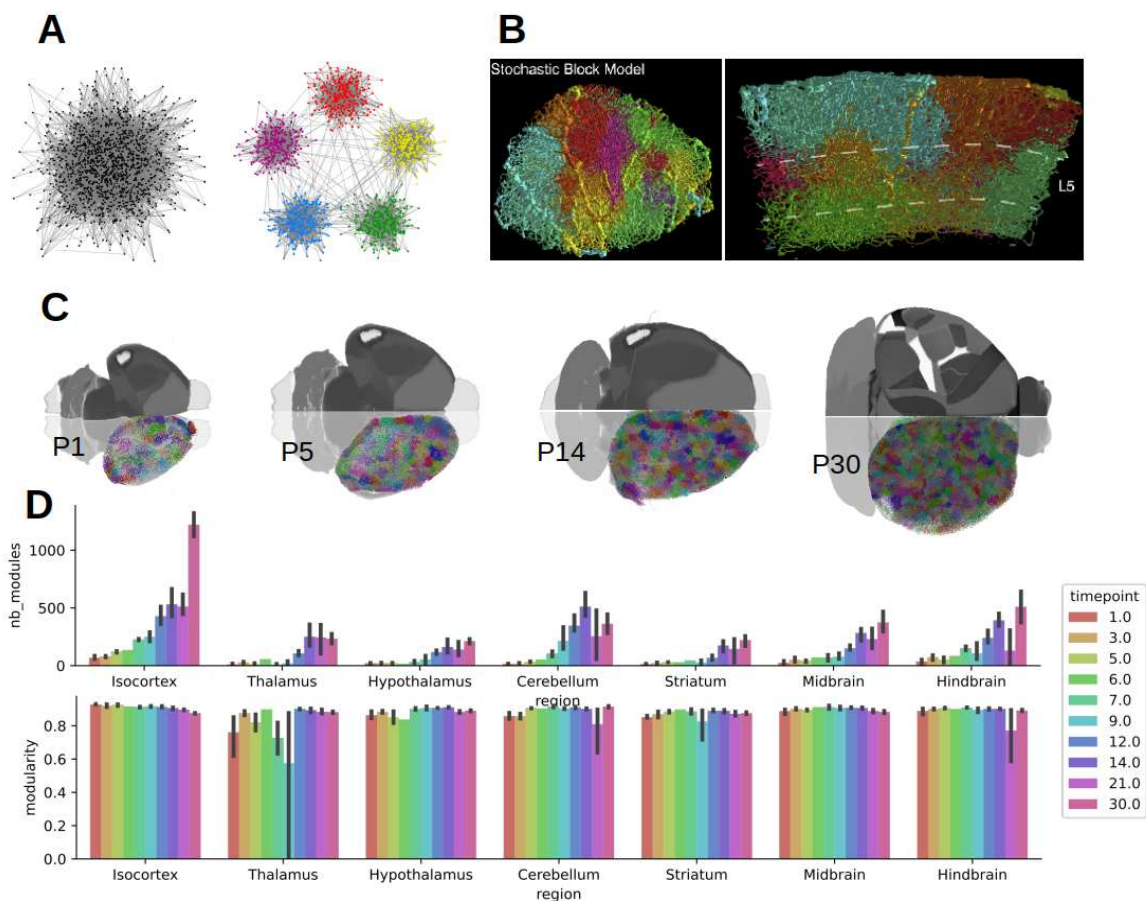 A
B
Stochastic Block Model
L5
C
P1
P5
P14
P30
D
nb_modules
1000
500
0
Isocortex
Thalamus
Hypothalamus
Cerebellum
Striatum
Midbrain
Hindbrain
region
timepoint
1.0
3.0
5.0
6.0
7.0
9.0
12.0
14.0
21.0
30.0
modularity
0.8
0.6
0.4
0.2
0.0
Isocortex
Thalamus
Hypothalamus
Cerebellum
Striatum
Midbrain
Hindbrain
region